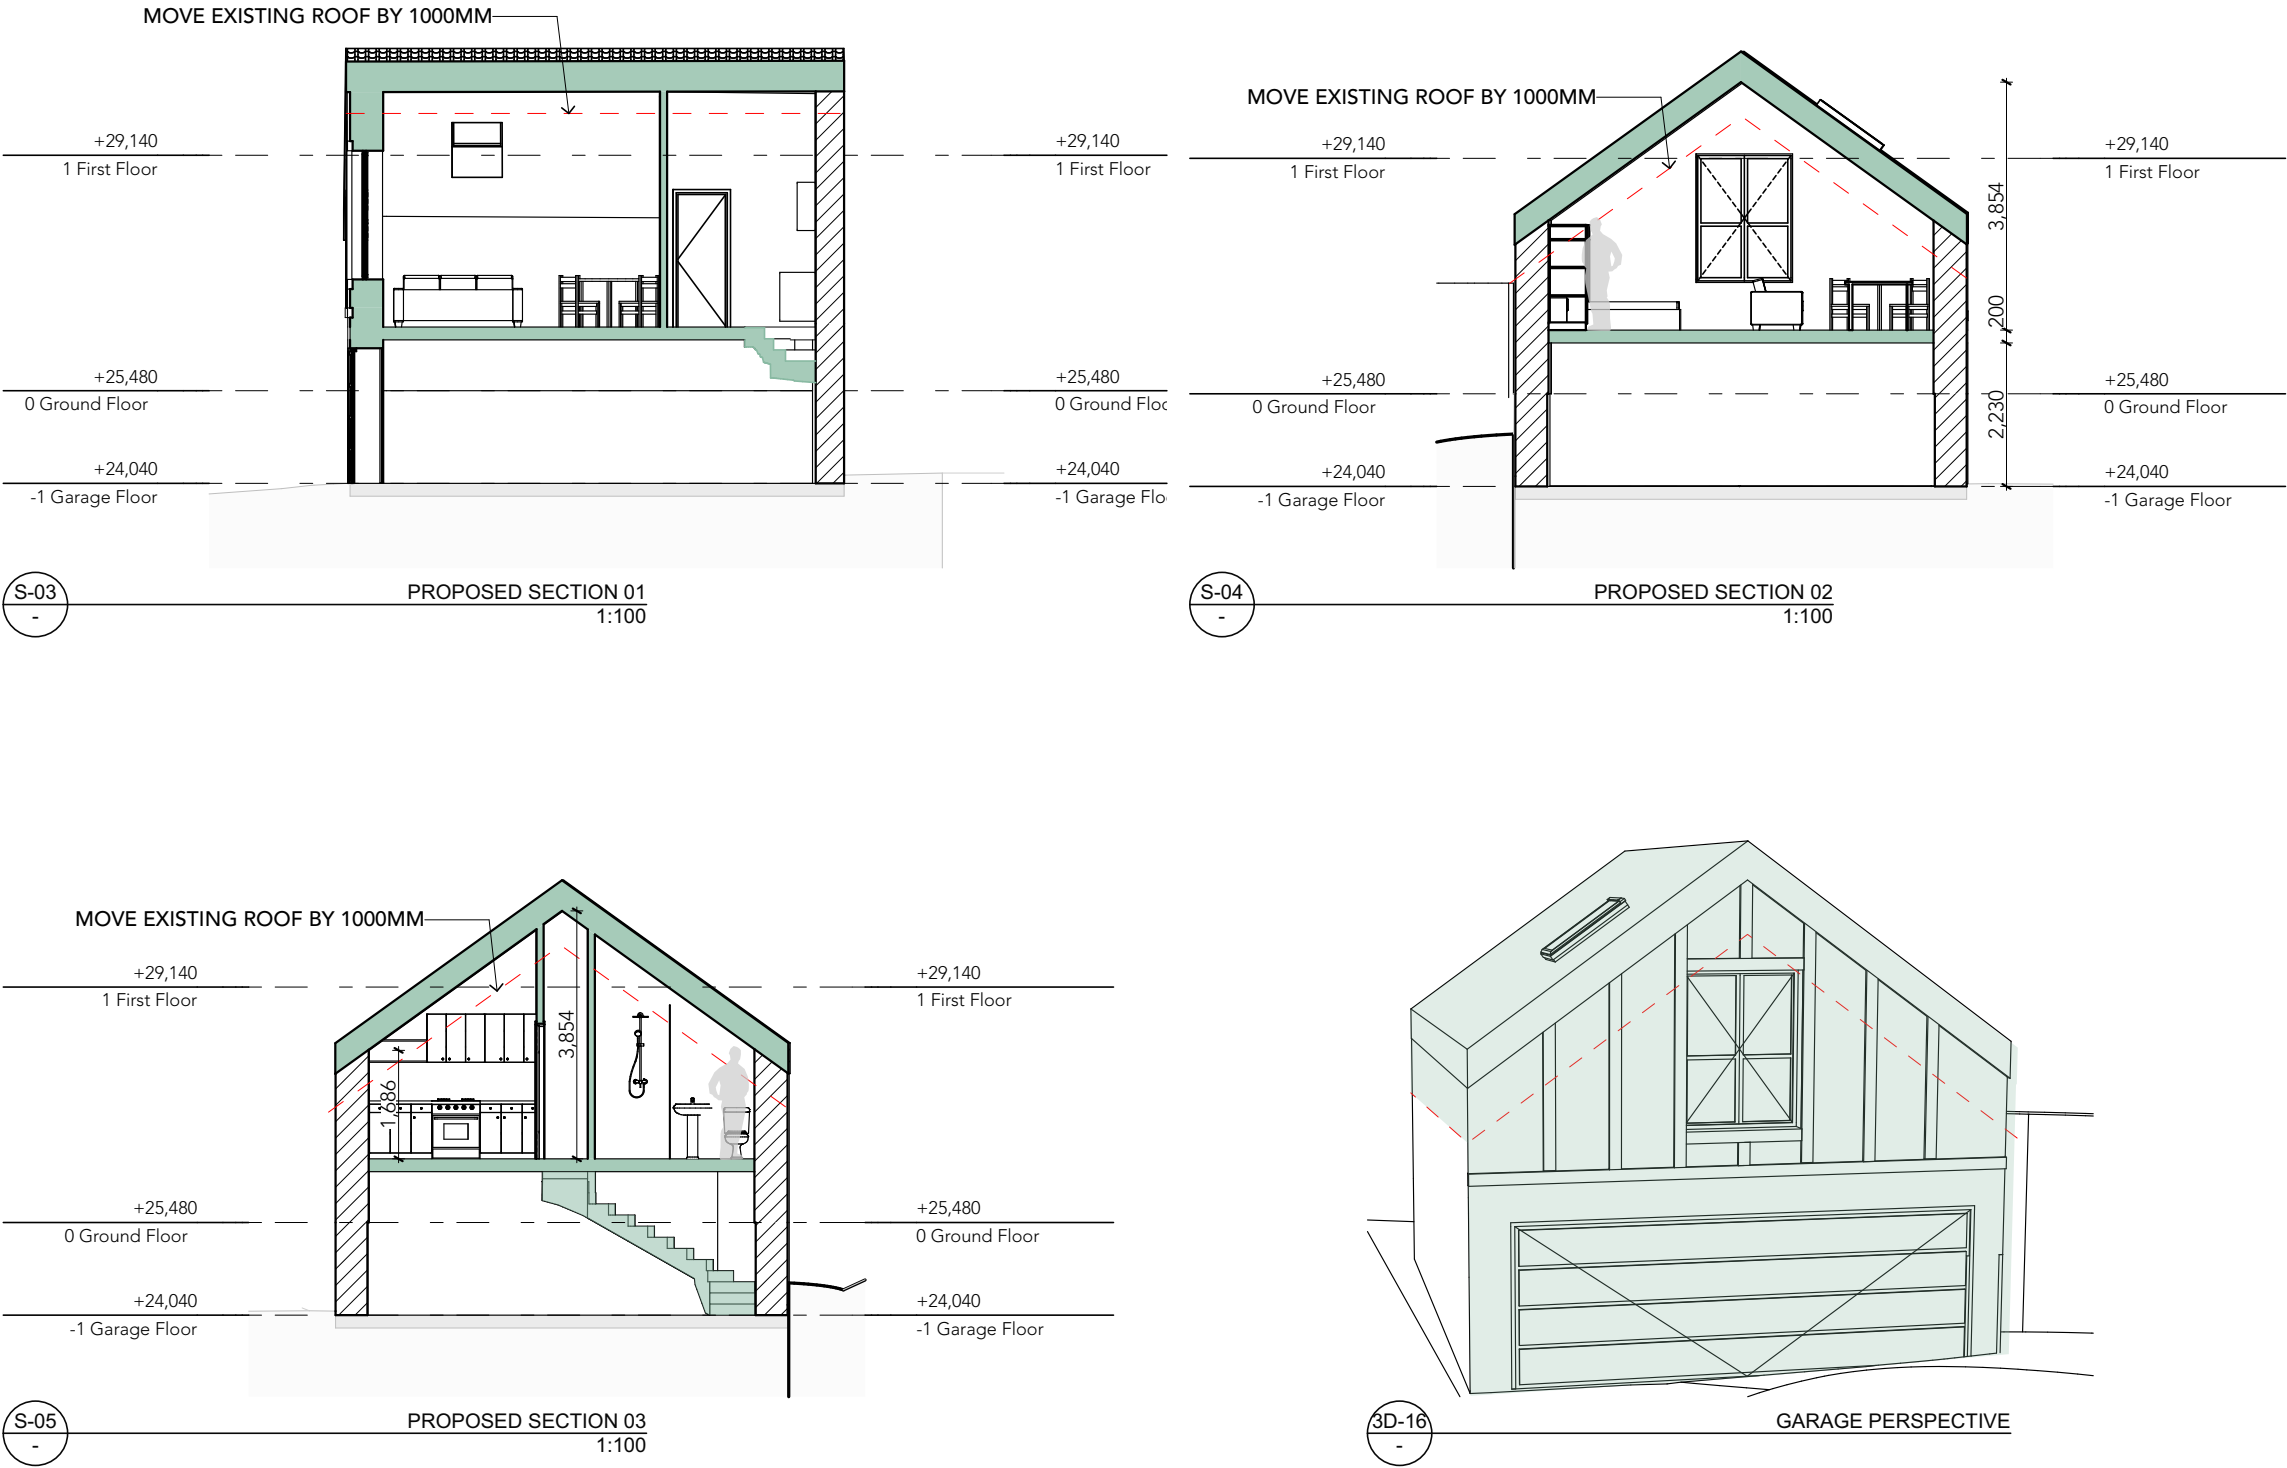 MOVE EXISTING ROOF BY 1000MM
+29,140
1 First Floor
+25,480
0 Ground Floor
+24,040
-1 Garage Floor
+29,140
1 First Floor
+25,480
0 Ground Floo
+24,040
-1 Garage Flo
S-03
-
PROPOSED SECTION 01
1:100
MOVE EXISTING ROOF BY 1000MM
+29,140
1 First Floor
+25,480
0 Ground Floor
+24,040
-1 Garage Floor
3,854
200
2,230
+29,140
1 First Floor
+25,480
0 Ground Floor
+24,040
-1 Garage Floor
S-04
-
PROPOSED SECTION 02
1:100
MOVE EXISTING ROOF BY 1000MM
+29,140
1 First Floor
+25,480
0 Ground Floor
+24,040
-1 Garage Floor
1,686
3,854
+29,140
1 First Floor
+25,480
0 Ground Floor
+24,040
-1 Garage Floor
S-05
-
PROPOSED SECTION 03
1:100
3D-16
-
GARAGE PERSPECTIVE